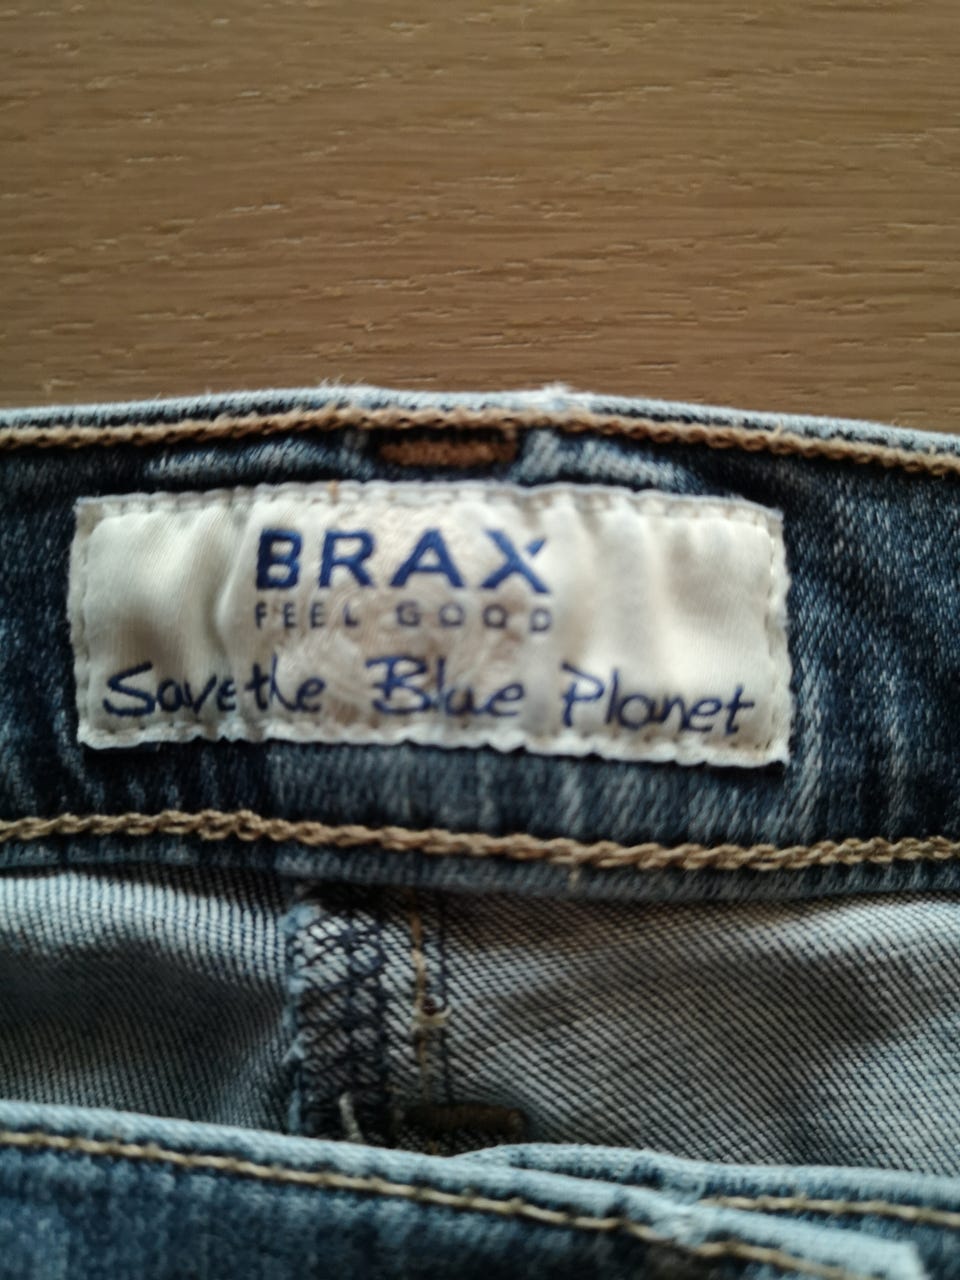 BRAX
FEEL GOOD
Save the Blue Planet